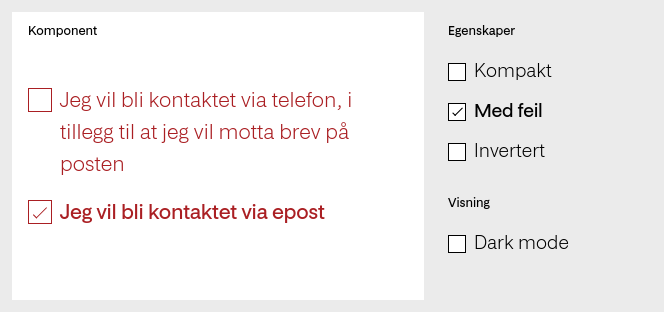 Komponent
Jeg vil bli kontaktet via telefon, i
tillegg til at jeg vil motta brev på
posten
Jeg vil bli kontaktet via epost
Egenskaper
Kompakt
Med feil
Invertert
Visning
Dark mode